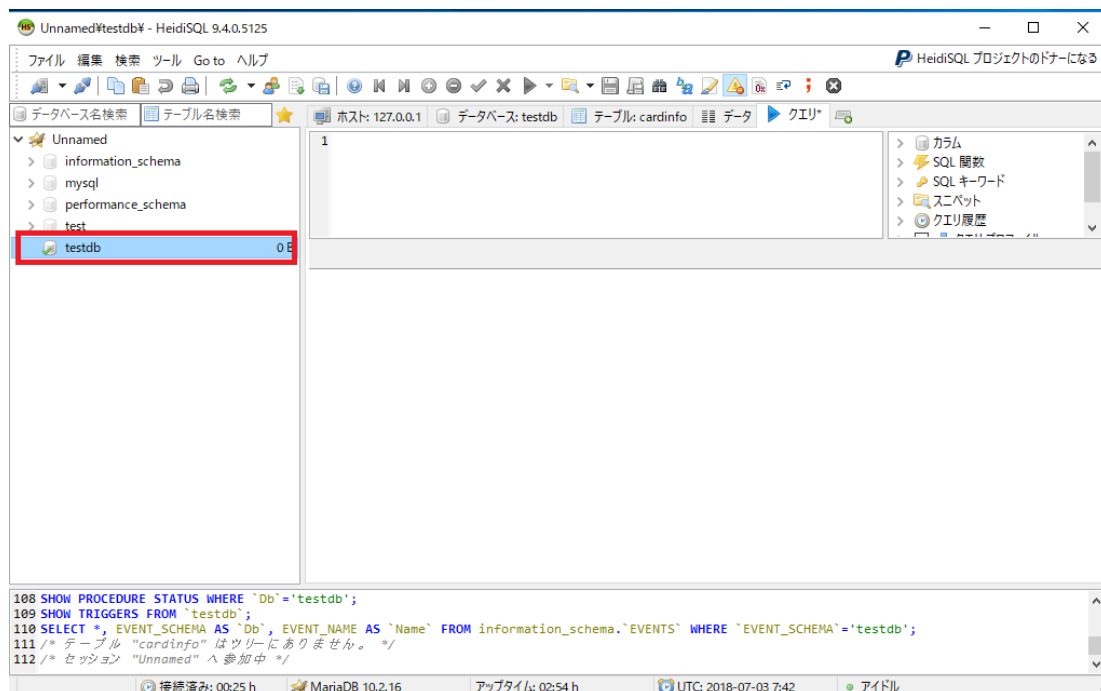 Unnamed¥testdb¥ - HeidiSQL 9.4.0.5125
ファイル 編集 検索 ツール Go to ヘルプ
HeidiSQL プロジェクトのドナーになる
データベース名検索 テーブル名検索
ホスト: 127.0.0.1 データベース: testdb テーブル: cardinfo データ クエリ*
Unnamed
information_schema
mysql
performance_schema
test
testdb 0
1
カラム
SQL 関数
SQL キーワード
スニペット
クエリ履歴
108 SHOW PROCEDURE STATUS WHERE `Db`='testdb';
109 SHOW TRIGGERS FROM `testdb`;
110 SELECT *, EVENT_SCHEMA AS `Db`, EVENT_NAME AS `Name` FROM information_schema.`EVENTS` WHERE `EVENT_SCHEMA`='testdb';
111 /* テーブル "cardinfo" はツリーにありません。 */
112 /* セッション "Unnamed" へ参加中 */
接続済み: 00:25 h MariaDB 10.2.16 アップタイム: 02:54 h UTC: 2018-07-03 7:42 アイドル